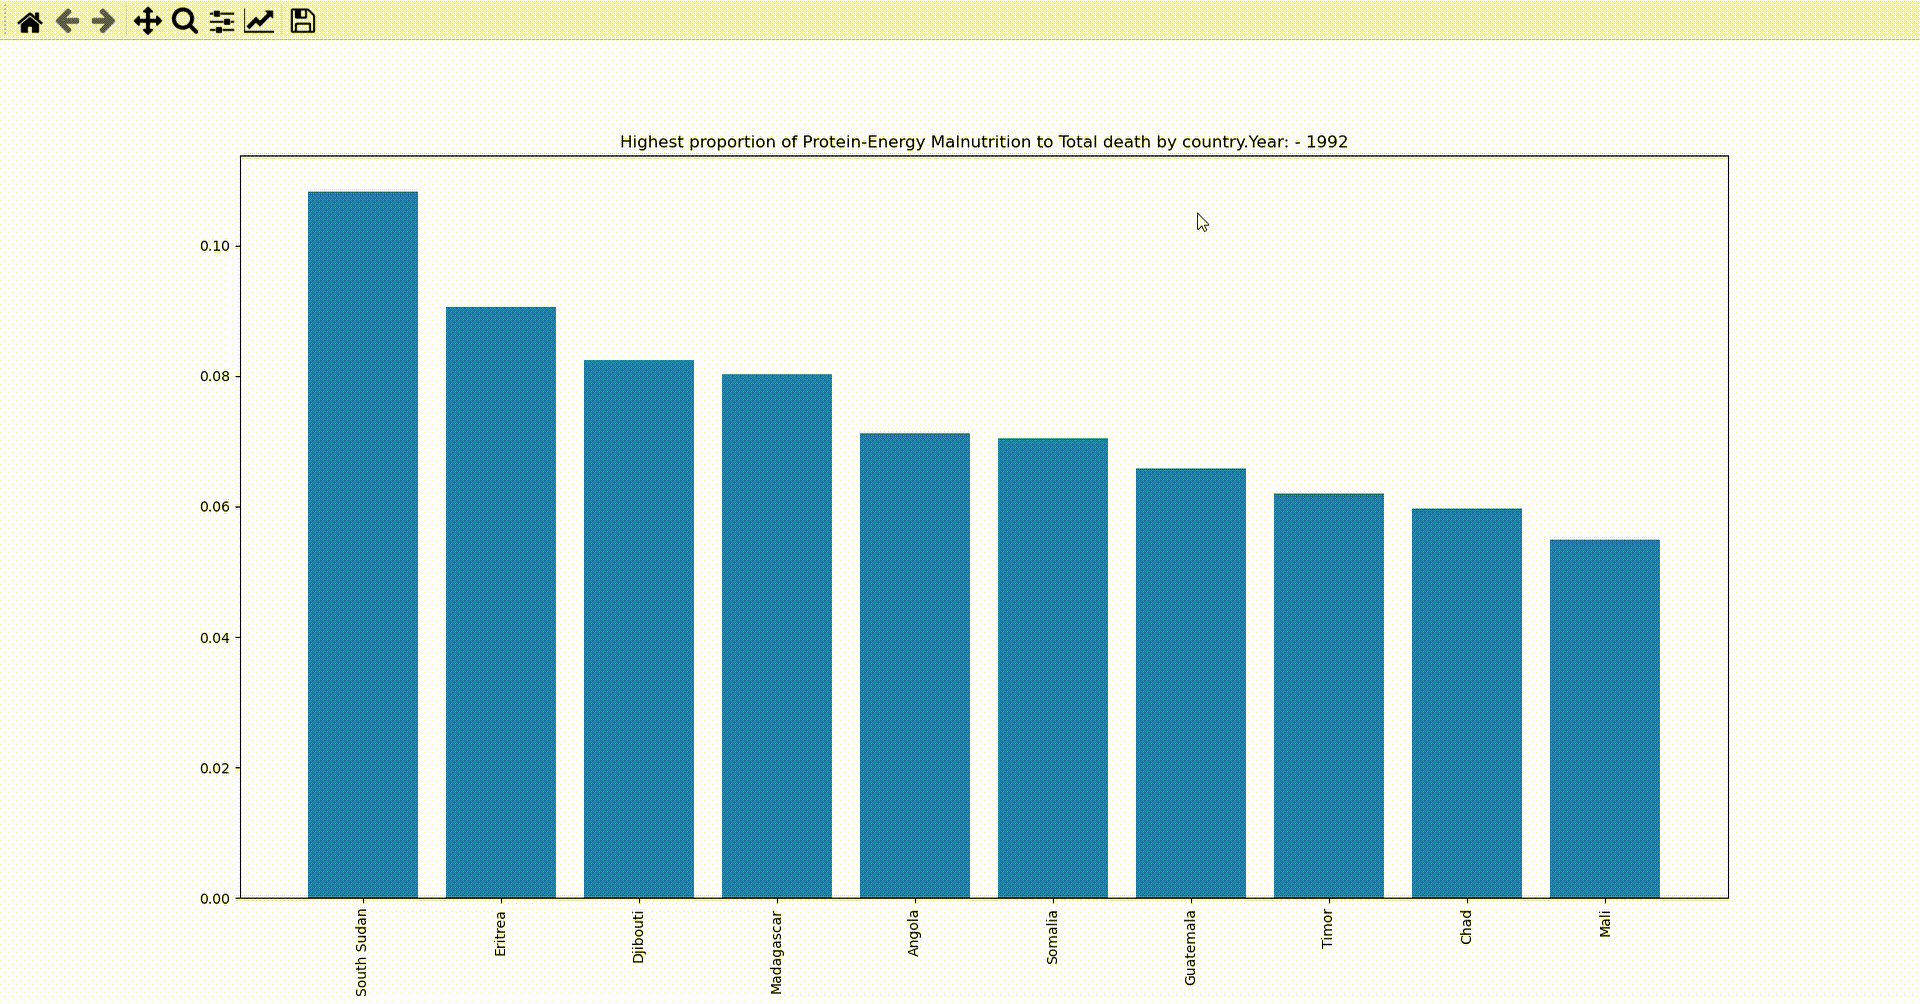 Highest proportion of Protein-Energy Malnutrition to Total death by country.Year: - 1992
0.10
0.08
0.06
0.04
0.02
0.00
South Sudan
Eritrea
Djibouti
Madagascar
Angola
Somalia
Guatemala
Timor
Chad
Mali